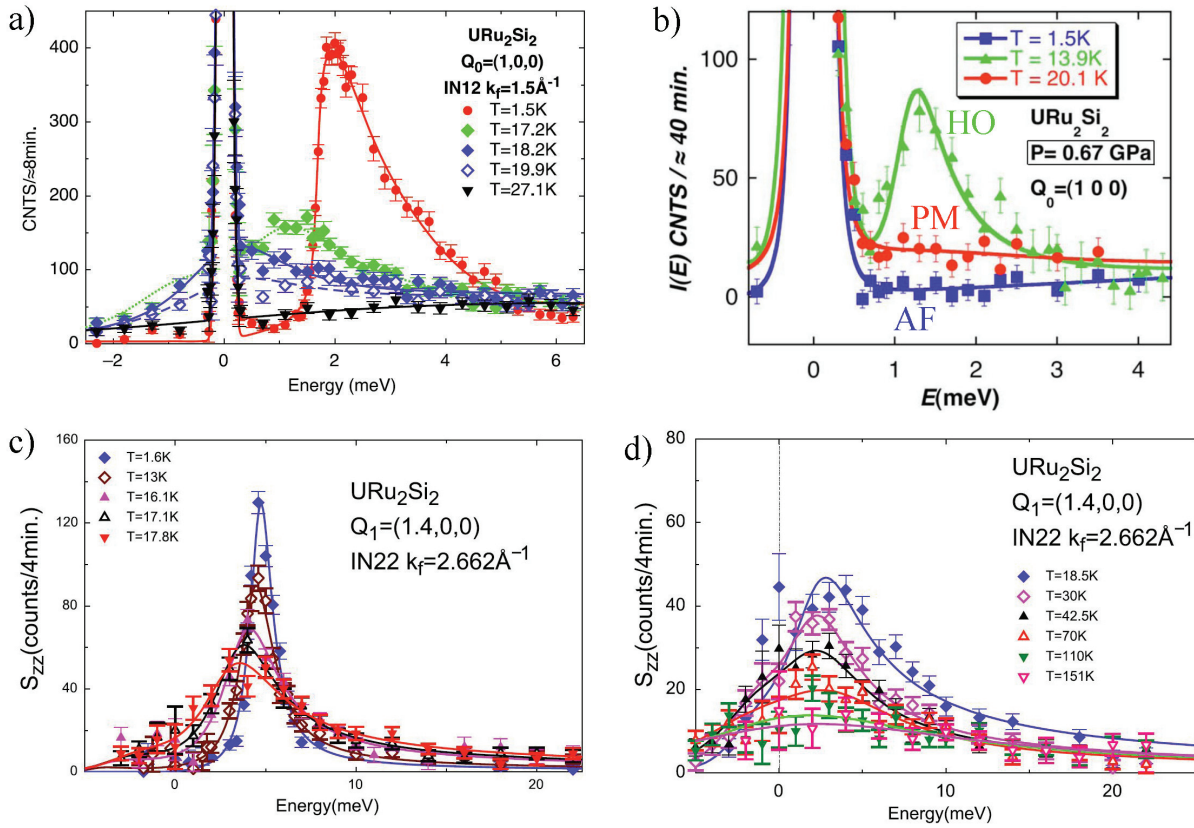 a)
URu₂Si₂
Q₀=(1,0,0)
IN12 k_f=1.5Å⁻¹
T=1.5K
T=17.2K
T=18.2K
T=19.9K
T=27.1K
CNTS/≈8min.
400
300
200
100
0
−2
0
2
4
6
Energy (meV)
b)
T = 1.5K
T = 13.9K
T = 20.1 K
URu₂Si₂
P= 0.67 GPa
Q₀=(1 0 0)
HO
PM
AF
I(E) CNTS / ≈ 40 min.
100
50
0
0
1
2
3
4
E(meV)
c)
T=1.6K
T=13K
T=16.1K
T=17.1K
T=17.8K
URu₂Si₂
Q₁=(1.4,0,0)
IN22 k_f=2.662Å⁻¹
S_ZZ(counts/4min.)
160
120
80
40
0
0
10
20
Energy(meV)
d)
URu₂Si₂
Q₁=(1.4,0,0)
IN22 k_f=2.662Å⁻¹
T=18.5K
T=30K
T=42.5K
T=70K
T=110K
T=151K
S_ZZ(counts/4min.)
80
60
40
20
0
0
10
20
Energy(meV)